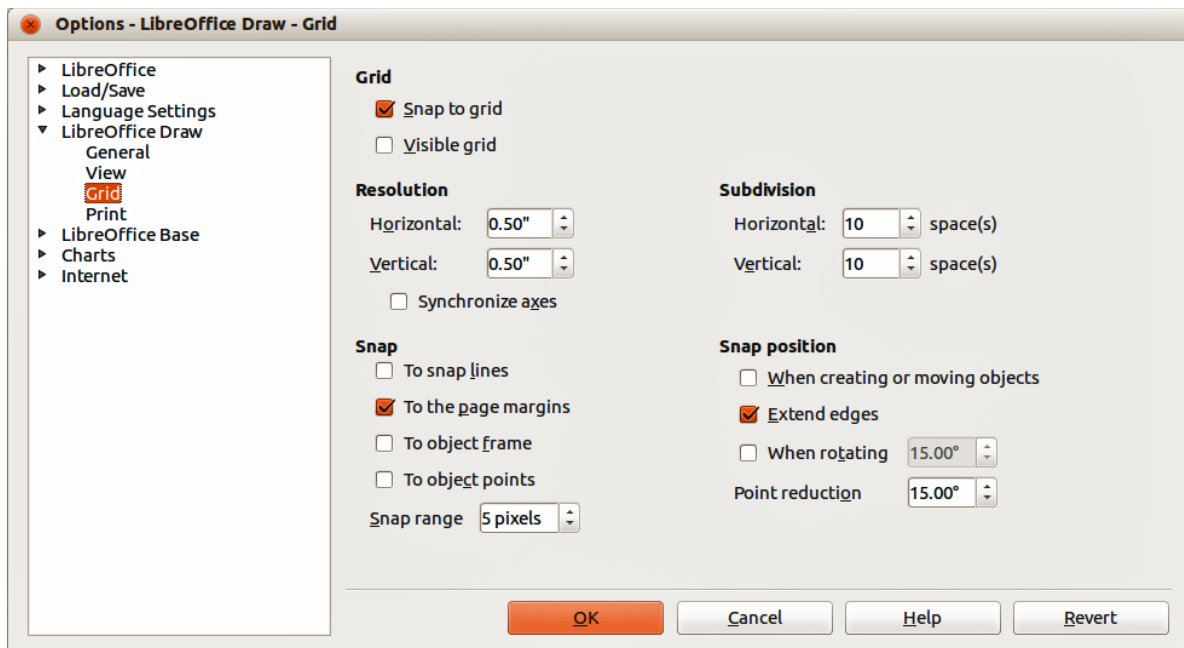 Options - LibreOffice Draw - Grid
LibreOffice
Load/Save
Language Settings
LibreOffice Draw
General
View
Grid
Print
LibreOffice Base
Charts
Internet
Grid
Snap to grid
Visible grid
Resolution
Horizontal: 0.50"
Vertical: 0.50"
Synchronize axes
Subdivision
Horizontal: 10 space(s)
Vertical: 10 space(s)
Snap
To snap lines
To the page margins
To object frame
To object points
Snap range 5 pixels
Snap position
When creating or moving objects
Extend edges
When rotating 15.00°
Point reduction 15.00°
OK Cancel Help Revert